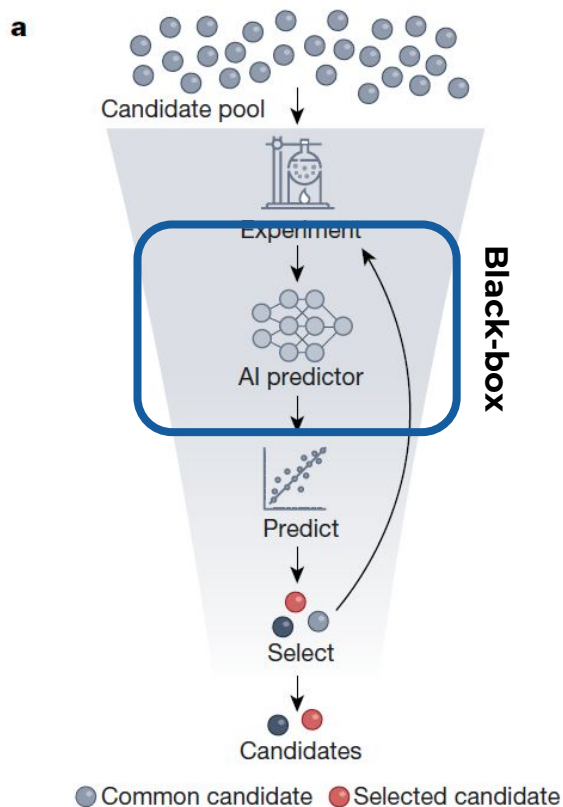 a
Candidate pool
Experiment
AI predictor
Black-box
Predict
Select
Candidates
Common candidate Selected candidate